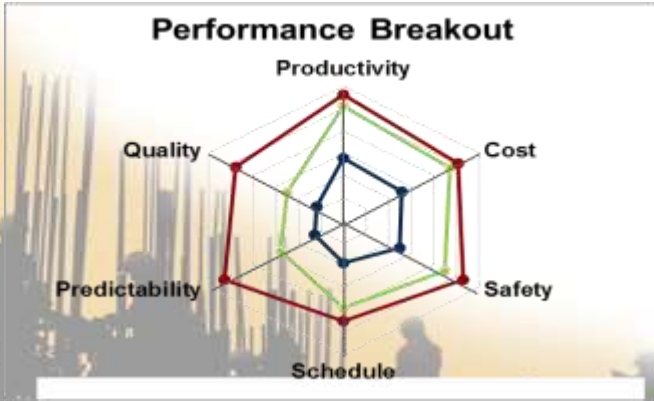 Performance Breakout
Productivity
Quality
Cost
Predictability
Safety
Schedule